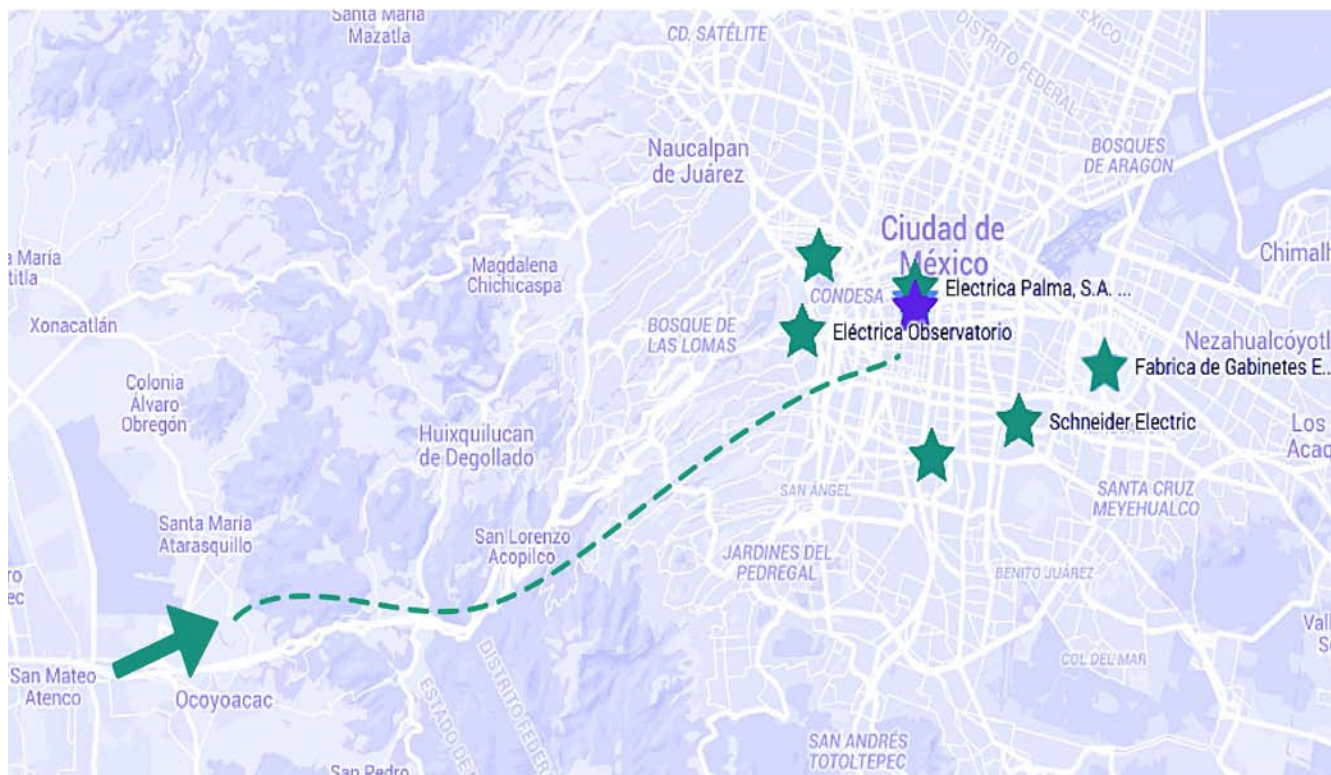 Santa María
Mazatla
CD. SATÉLITE
MÉXICO
DISTRITO FEDERAL
Naucalpan
de Juárez
BOSQUES
DE ARAGON
Ciudad de
México
Chimalh
a María
titla
Magdalena
Chichicaspa
CONDESA
Electrica Palma, S.A. ...
Xonacatlán
BOSQUE DE
LAS LOMAS
Eléctrica Observatorio
Nezahualcóyotl
Fabrica de Gabinetes E...
Colonia
Álvaro
Obregón
Huixquilucan
de Degollado
Schneider Electric
Los
Acaq
SAN ÁNGEL
SANTA CRUZ
MEYEHUALCO
Santa María
Atarasquillo
San Lorenzo
Acopilco
JARDINES DEL
PEDREGAL
BENITO JUÁREZ
ro
ec
Vall
So
San Mateo
Atenco
Ocoyoacac
ESTADO DE
DISTRITO FEDERAL
COL DEL MAR
SAN ANDRÉS
TOTOLTEPEC
San Pedro